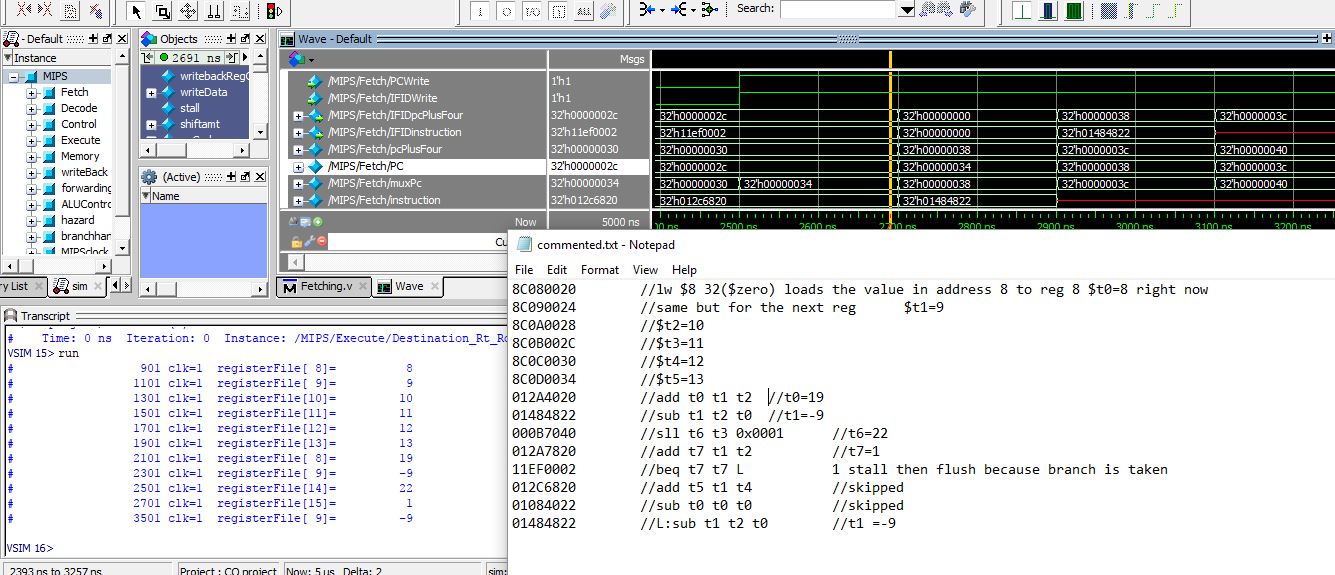 Search:
- Default
Instance
MIPS
Fetch
Decode
Control
Execute
Memory
writeBack
forwarding
ALUContro
hazard
branchhan
MIPSclock
Objects
2691 ns
writebackReg
writeData
stall
shiftamt
(Active)
Name
Wave - Default
Msgs
/MIPS/Fetch/PCWrite 1'h1
/MIPS/Fetch/IFIDWrite 1'h1
/MIPS/Fetch/IFIDpcPlusFour 32'h0000002c 32'h0000002c 32'h00000000 32'h00000038 32'h0000003c
/MIPS/Fetch/IFIDinstruction 32'h11ef0002 32'h11ef0002 32'h00000000 32'h01484822
/MIPS/Fetch/pcPlusFour 32'h00000030 32'h00000030 32'h00000038 32'h0000003c 32'h00000040
/MIPS/Fetch/PC 32'h0000002c 32'h0000002c 32'h00000034 32'h00000038 32'h0000003c
/MIPS/Fetch/muxPc 32'h00000034 32'h00000030 32'h00000034 32'h00000038 32'h0000003c 32'h00000040
/MIPS/Fetch/instruction 32'h012c6820 32'h012c6820 32'h01484822
Now 5000 ns
2500 ns 2600 ns 2700 ns 2800 ns 2900 ns 3000 ns 3100 ns 3200 ns
Cu
ry List sim Fetching.v Wave
Transcript
# Time: 0 ns Iteration: 0 Instance: /MIPS/Execute/Destination_Rt_Rd
VSIM 15> run
# 901 clk=1 registerFile[ 8]= 8
# 1101 clk=1 registerFile[ 9]= 9
# 1301 clk=1 registerFile[10]= 10
# 1501 clk=1 registerFile[11]= 11
# 1701 clk=1 registerFile[12]= 12
# 1901 clk=1 registerFile[13]= 13
# 2101 clk=1 registerFile[ 8]= 19
# 2301 clk=1 registerFile[ 9]= -9
# 2501 clk=1 registerFile[14]= 22
# 2701 clk=1 registerFile[15]= 1
# 3501 clk=1 registerFile[ 9]= -9
VSIM 16>
2393 ns to 3257 ns Project : CO project Now: 5 us Delta: 2 sim:
commented.txt - Notepad
File Edit Format View Help
8C080020 //lw $8 32($zero) loads the value in address 8 to reg 8 $t0=8 right now
8C090024 //same but for the next reg $t1=9
8C0A0028 //$t2=10
8C0B002C //$t3=11
8C0C0030 //$t4=12
8C0D0034 //$t5=13
012A4020 //add t0 t1 t2 //t0=19
01484822 //sub t1 t2 t0 //t1=-9
000B7040 //sll t6 t3 0x0001 //t6=22
012A7820 //add t7 t1 t2 //t7=1
11EF0002 //beq t7 t7 L 1 stall then flush because branch is taken
012C6820 //add t5 t1 t4 //skipped
01084022 //sub t0 t0 t0 //skipped
01484822 //L:sub t1 t2 t0 //t1 =-9